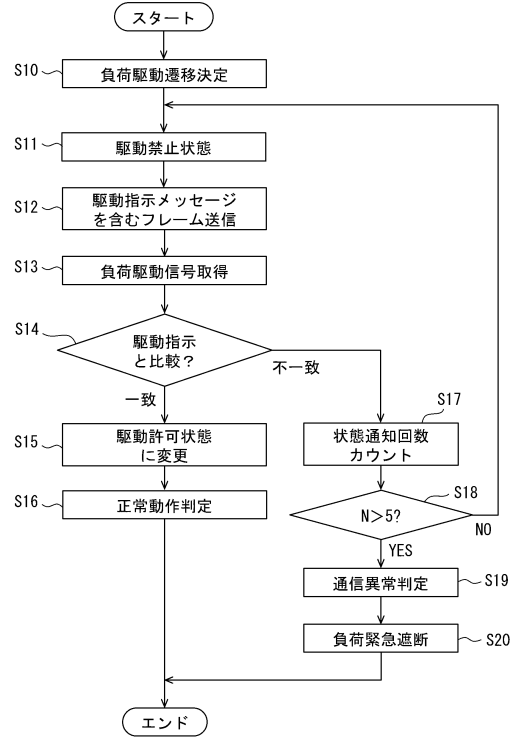 スタート
S10
負荷駆動遷移決定
S11
駆動禁止状態
S12
駆動指示メッセージ
を含むフレーム送信
S13
負荷駆動信号取得
S14
駆動指示
と比較？
不一致
一致
S15
駆動許可状態
に変更
S16
正常動作判定
S17
状態通知回数
カウント
S18
N＞5?
NO
YES
S19
通信異常判定
S20
負荷緊急遮断
エンド